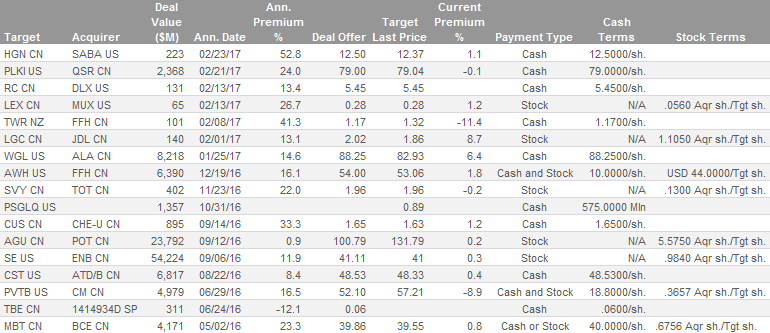 Deal Ann. Current
Value Premium Target Premium Cash
Target Acquirer ($M) Ann. Date % Deal Offer Last Price % Payment Type Terms Stock Terms
HGN CN SABA US 223 02/23/17 52.8 12.50 12.37 1.1 Cash 12.5000/sh.
PLKI US QSR CN 2,368 02/21/17 24.0 79.00 79.04 -0.1 Cash 79.0000/sh.
RC CN DLX US 131 02/13/17 13.4 5.45 5.45 Cash 5.4500/sh.
LEX CN MUX US 65 02/13/17 26.7 0.28 0.28 1.2 Stock N/A .0560 Aqr sh./Tgt sh.
TWR NZ FFH CN 101 02/08/17 41.3 1.17 1.32 -11.4 Cash 1.1700/sh.
LGC CN JDL CN 140 02/01/17 13.1 2.02 1.86 8.7 Stock N/A 1.1050 Aqr sh./Tgt sh.
WGL US ALA CN 8,218 01/25/17 14.6 88.25 82.93 6.4 Cash 88.2500/sh.
AWH US FFH CN 6,390 12/19/16 16.1 54.00 53.06 1.8 Cash and Stock 10.0000/sh. USD 44.0000/Tgt sh.
SVY CN TOT CN 402 11/23/16 22.0 1.96 1.96 -0.2 Stock N/A .1300 Aqr sh./Tgt sh.
PSGLQ US 1,357 10/31/16 0.89 Cash 575.0000 Mln
CUS CN CHE-U CN 895 09/14/16 33.3 1.65 1.63 1.2 Cash 1.6500/sh.
AGU CN POT CN 23,792 09/12/16 0.9 100.79 131.79 0.2 Stock N/A 5.5750 Aqr sh./Tgt sh.
SE US ENB CN 54,224 09/06/16 11.9 41.11 41 0.3 Stock N/A .9840 Aqr sh./Tgt sh.
CST US ATD/B CN 6,817 08/22/16 8.4 48.53 48.33 0.4 Cash 48.5300/sh.
PVTB US CM CN 4,979 06/29/16 16.5 52.10 57.21 -8.9 Cash and Stock 18.8000/sh. .3657 Aqr sh./Tgt sh.
TBE CN 1414934D SP 311 06/24/16 -12.1 0.06 Cash .0600/sh.
MBT CN BCE CN 4,171 05/02/16 23.3 39.86 39.55 0.8 Cash or Stock 40.0000/sh. .6756 Aqr sh./Tgt sh.